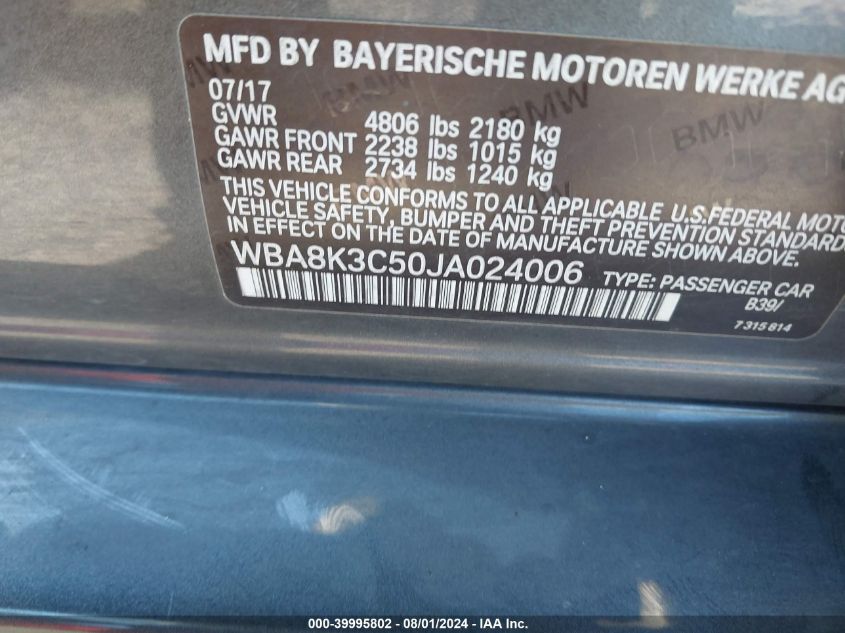 MFD BY BAYERISCHE MOTOREN WERKE AG
07/17
GVWR 4806 lbs 2180 kg
GAWR FRONT 2238 lbs 1015 kg
GAWR REAR 2734 lbs 1240 kg
THIS VEHICLE CONFORMS TO ALL APPLICABLE U.S.FEDERAL MOTO
VEHICLE SAFETY, BUMPER AND THEFT PREVENTION STANDARD
IN EFFECT ON THE DATE OF MANUFACTURE SHOWN ABOVE.
WBA8K3C50JA024006 TYPE: PASSENGER CAR
B39/
7315814
BMW
BMW
000-39995802 - 08/01/2024 - IAA Inc.